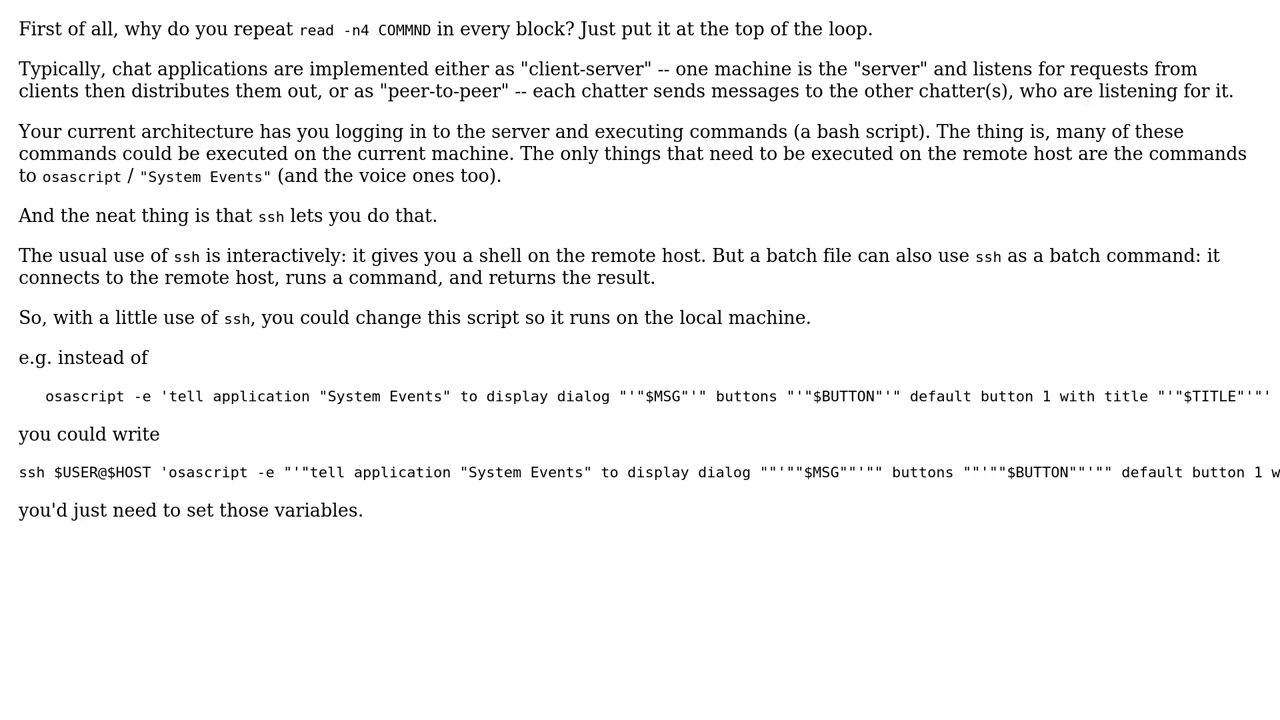 First of all, why do you repeat read -n4 COMMND in every block? Just put it at the top of the loop.
Typically, chat applications are implemented either as "client-server" -- one machine is the "server" and listens for requests from
clients then distributes them out, or as "peer-to-peer" -- each chatter sends messages to the other chatter(s), who are listening for it.
Your current architecture has you logging in to the server and executing commands (a bash script). The thing is, many of these
commands could be executed on the current machine. The only things that need to be executed on the remote host are the commands
to osascript / "System Events" (and the voice ones too).
And the neat thing is that ssh lets you do that.
The usual use of ssh is interactively: it gives you a shell on the remote host. But a batch file can also use ssh as a batch command: it
connects to the remote host, runs a command, and returns the result.
So, with a little use of ssh, you could change this script so it runs on the local machine.
e.g. instead of
osascript -e 'tell application "System Events" to display dialog "'"$MSG"'" buttons "'"$BUTTON"'" default button 1 with title "'"$TITLE"'"'
you could write
ssh $USER@$HOST 'osascript -e "'"tell application "System Events" to display dialog ""'""$MSG""'"" buttons ""'""$BUTTON""'"" default button 1 w
you'd just need to set those variables.